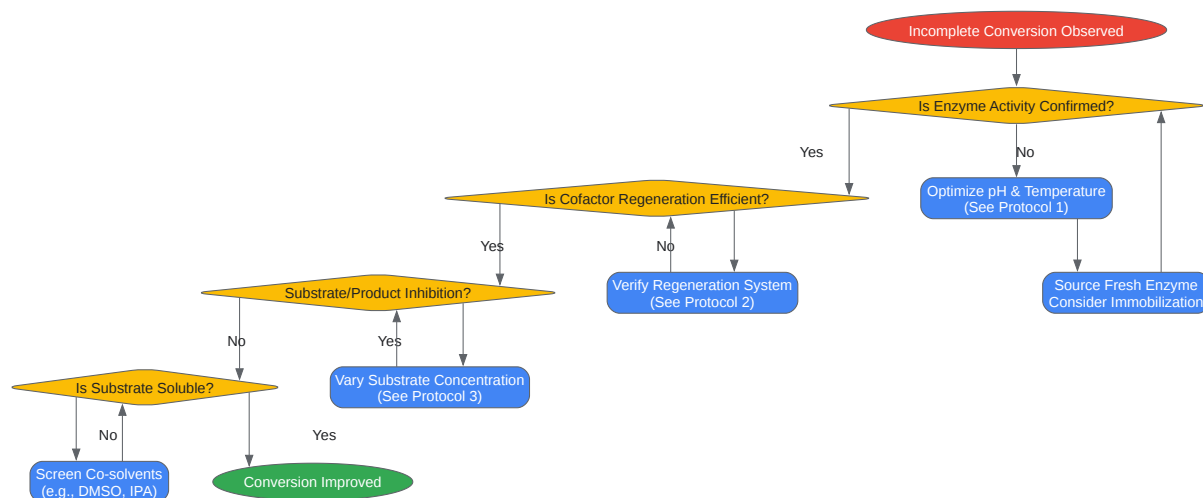 Incomplete Conversion Observed
Is Enzyme Activity Confirmed?
Yes
No
Optimize pH & Temperature
(See Protocol 1)
Is Cofactor Regeneration Efficient?
Yes
No
Verify Regeneration System
(See Protocol 2)
Source Fresh Enzyme
Consider Immobilization
Substrate/Product Inhibition?
No
Yes
Vary Substrate Concentration
(See Protocol 3)
Is Substrate Soluble?
No
Yes
Screen Co-solvents
(e.g., DMSO, IPA)
Conversion Improved